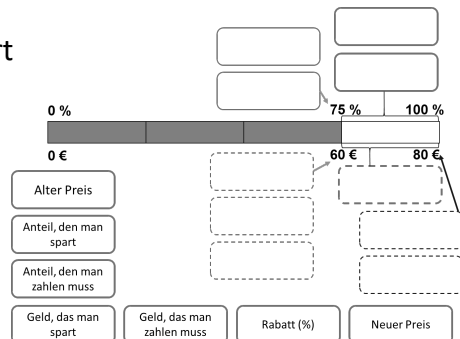 rt
0 %
75 %
100 %
0 €
60 €
80 €
Alter Preis
Anteil, den man
spart
Anteil, den man
zahlen muss
Geld, das man
spart
Geld, das man
zahlen muss
Rabatt (%)
Neuer Preis